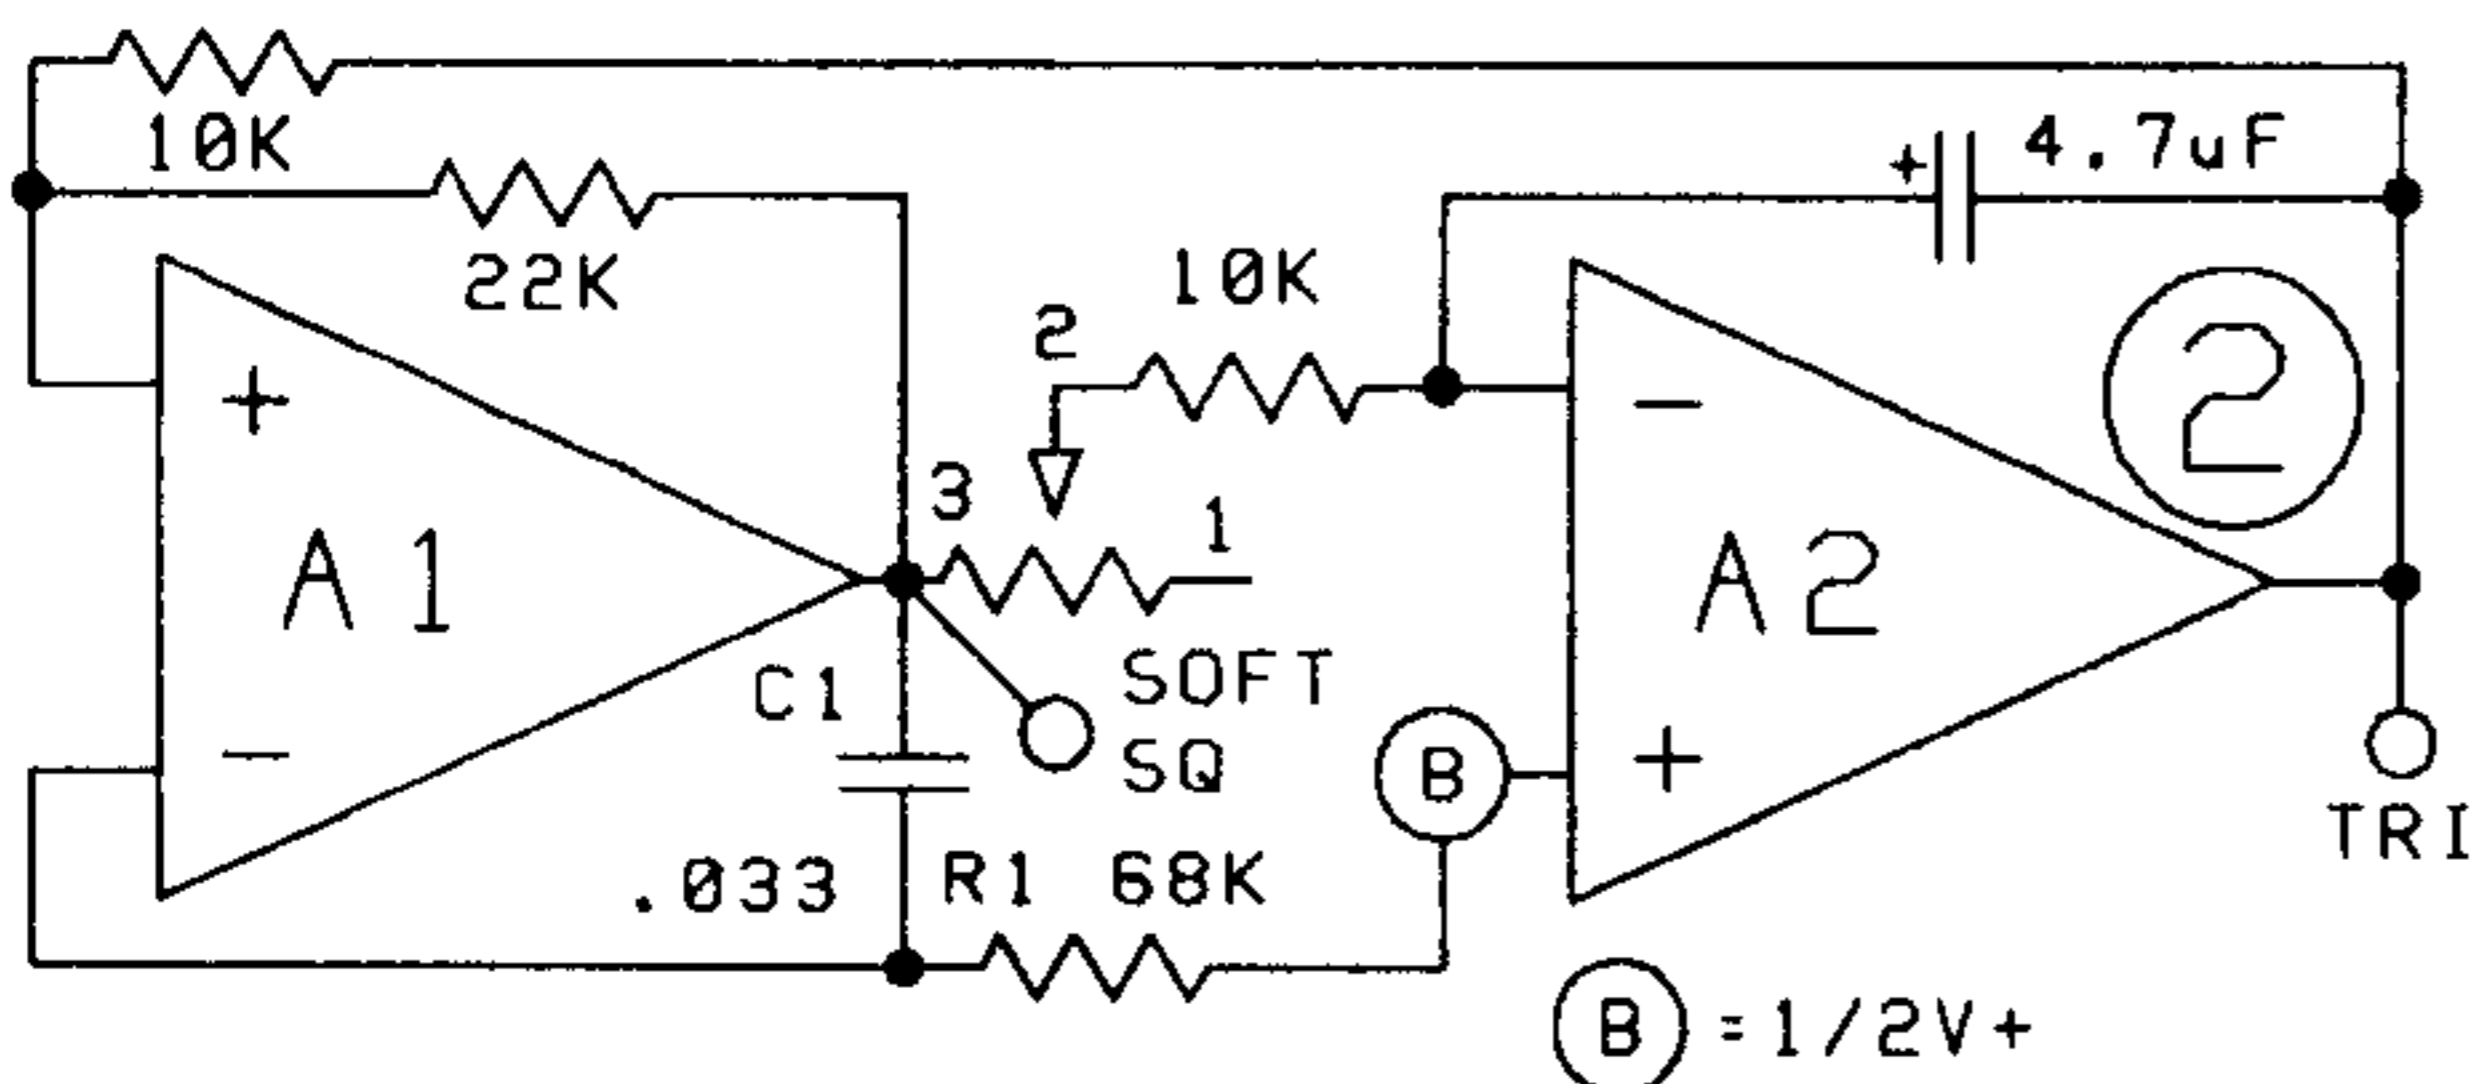 10K
+ 4.7uF
22K
10K
2
2
+
-
3
1
A1
A2
C1
SOFT
SQ
-
B
+
TRI
.033
R1 68K
B =1/2V+